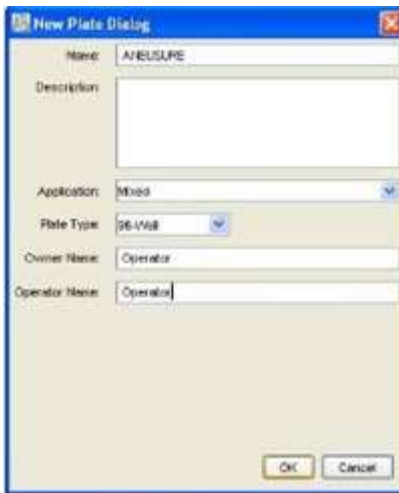 New Plate Dialog
Name: ANEUSURE
Description:
Application: Mixed
Plate Type: 96-Well
Owner Name: Operator
Operator Name: Operator
OK Cancel